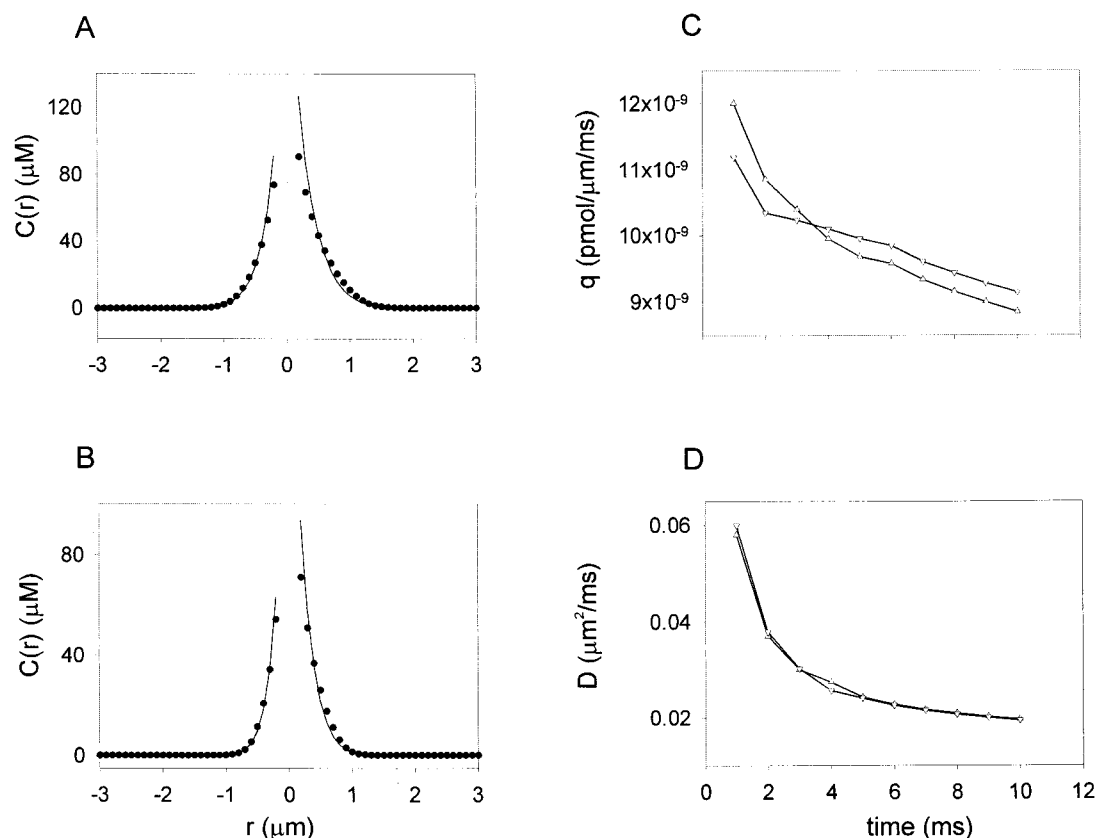 A
C(r) (μM)
120
80
40
0
-3 -2 -1 0 1 2 3
B
C(r) (μM)
80
40
0
-3 -2 -1 0 1 2 3
r (μm)
C
q (pmol/μm/ms)
12x10⁻⁹
11x10⁻⁹
10x10⁻⁹
9x10⁻⁹
D
D (μm²/ms)
0.06
0.04
0.02
0 2 4 6 8 10 12
time (ms)